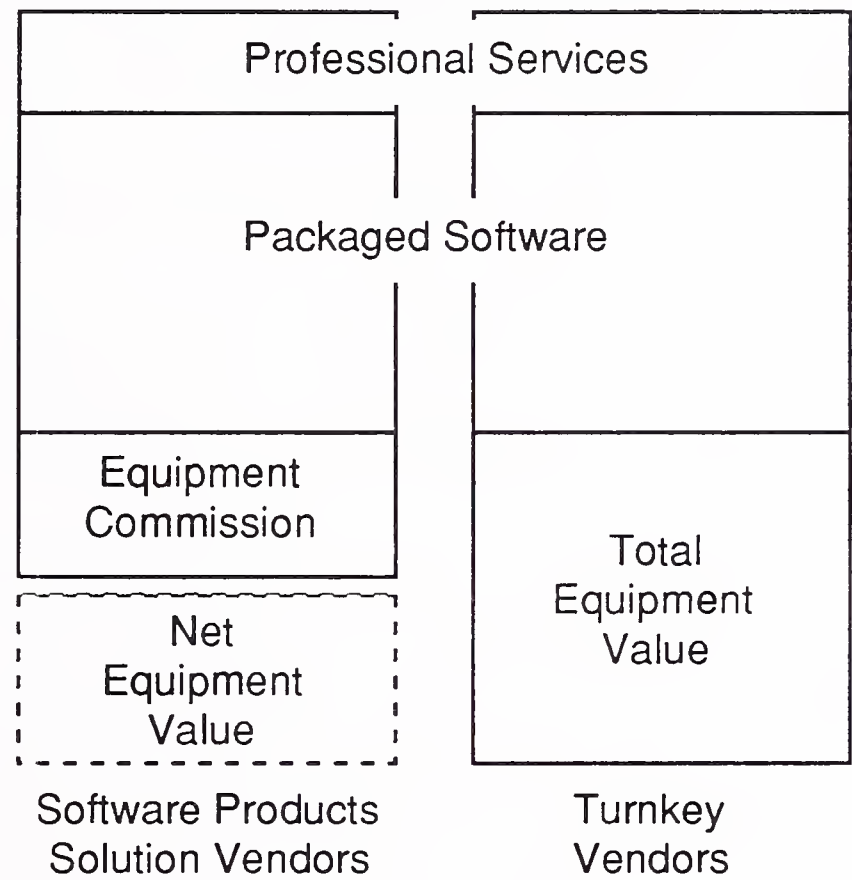 Professional Services
Packaged Software
Equipment
Commission
Net
Equipment
Value
Total
Equipment
Value
Software Products
Solution Vendors
Turnkey
Vendors